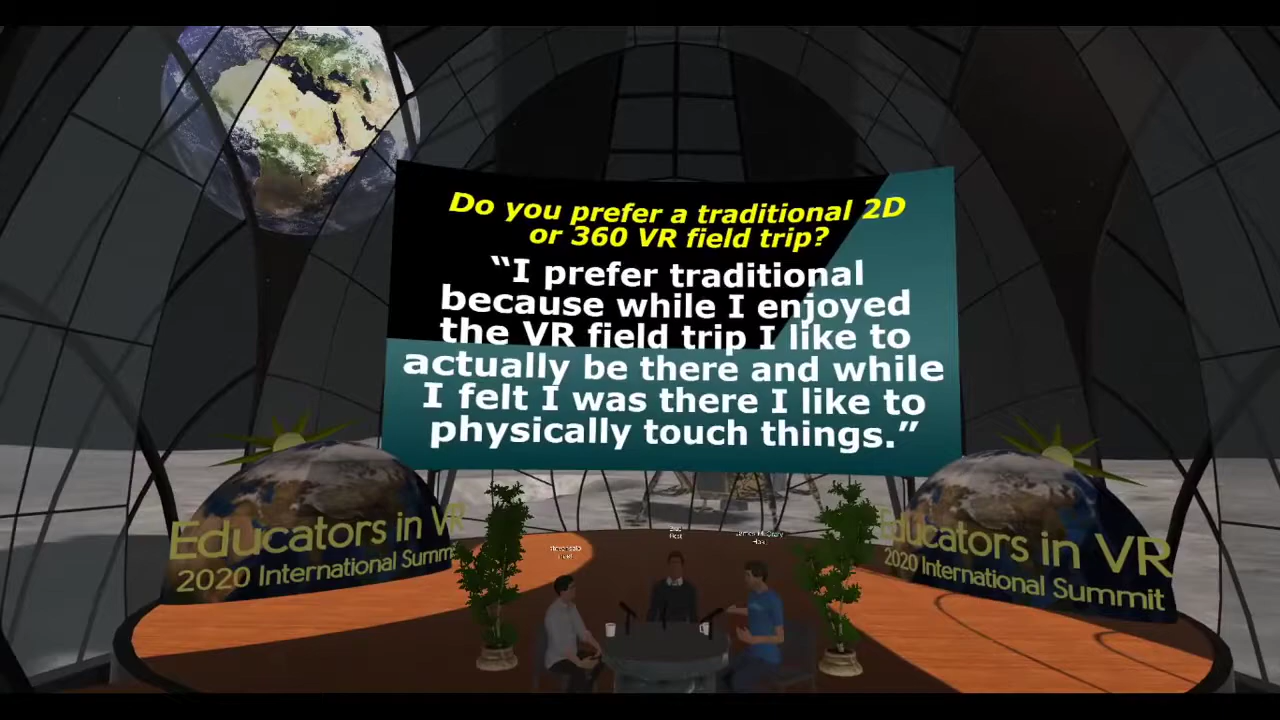 Do you prefer a traditional 2D
or 360 VR field trip?
“I prefer traditional
because while I enjoyed
the VR field trip I like to
actually be there and while
I felt I was there I like to
physically touch things.”
Educators in VR
2020 International Summit
Educators in VR
2020 International Summit